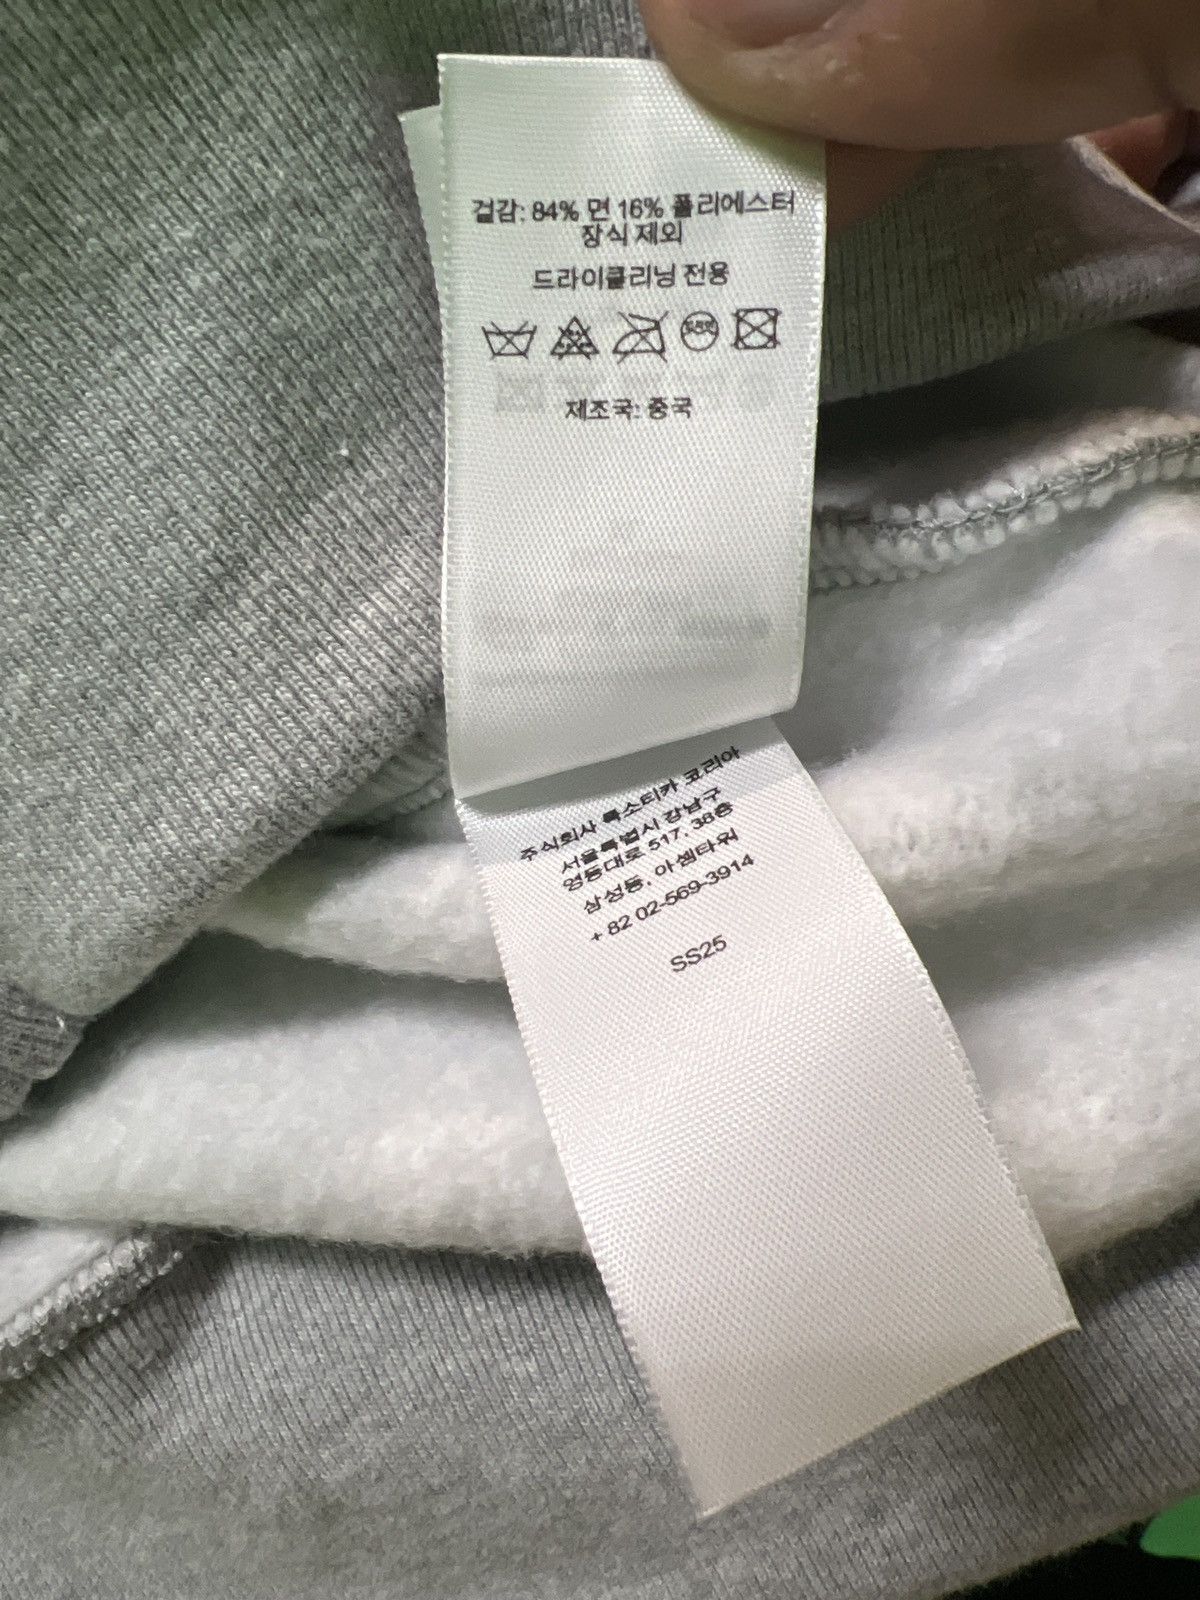 겉감: 84% 면 16% 폴리에스터
장식 제외
드라이클리닝 전용
제조국: 중국
주식회사 룩소티카 코리아
서울특별시 강남구
영동대로 517, 38층
삼성동, 아셈타워
+ 82 02-569-3914
SS25